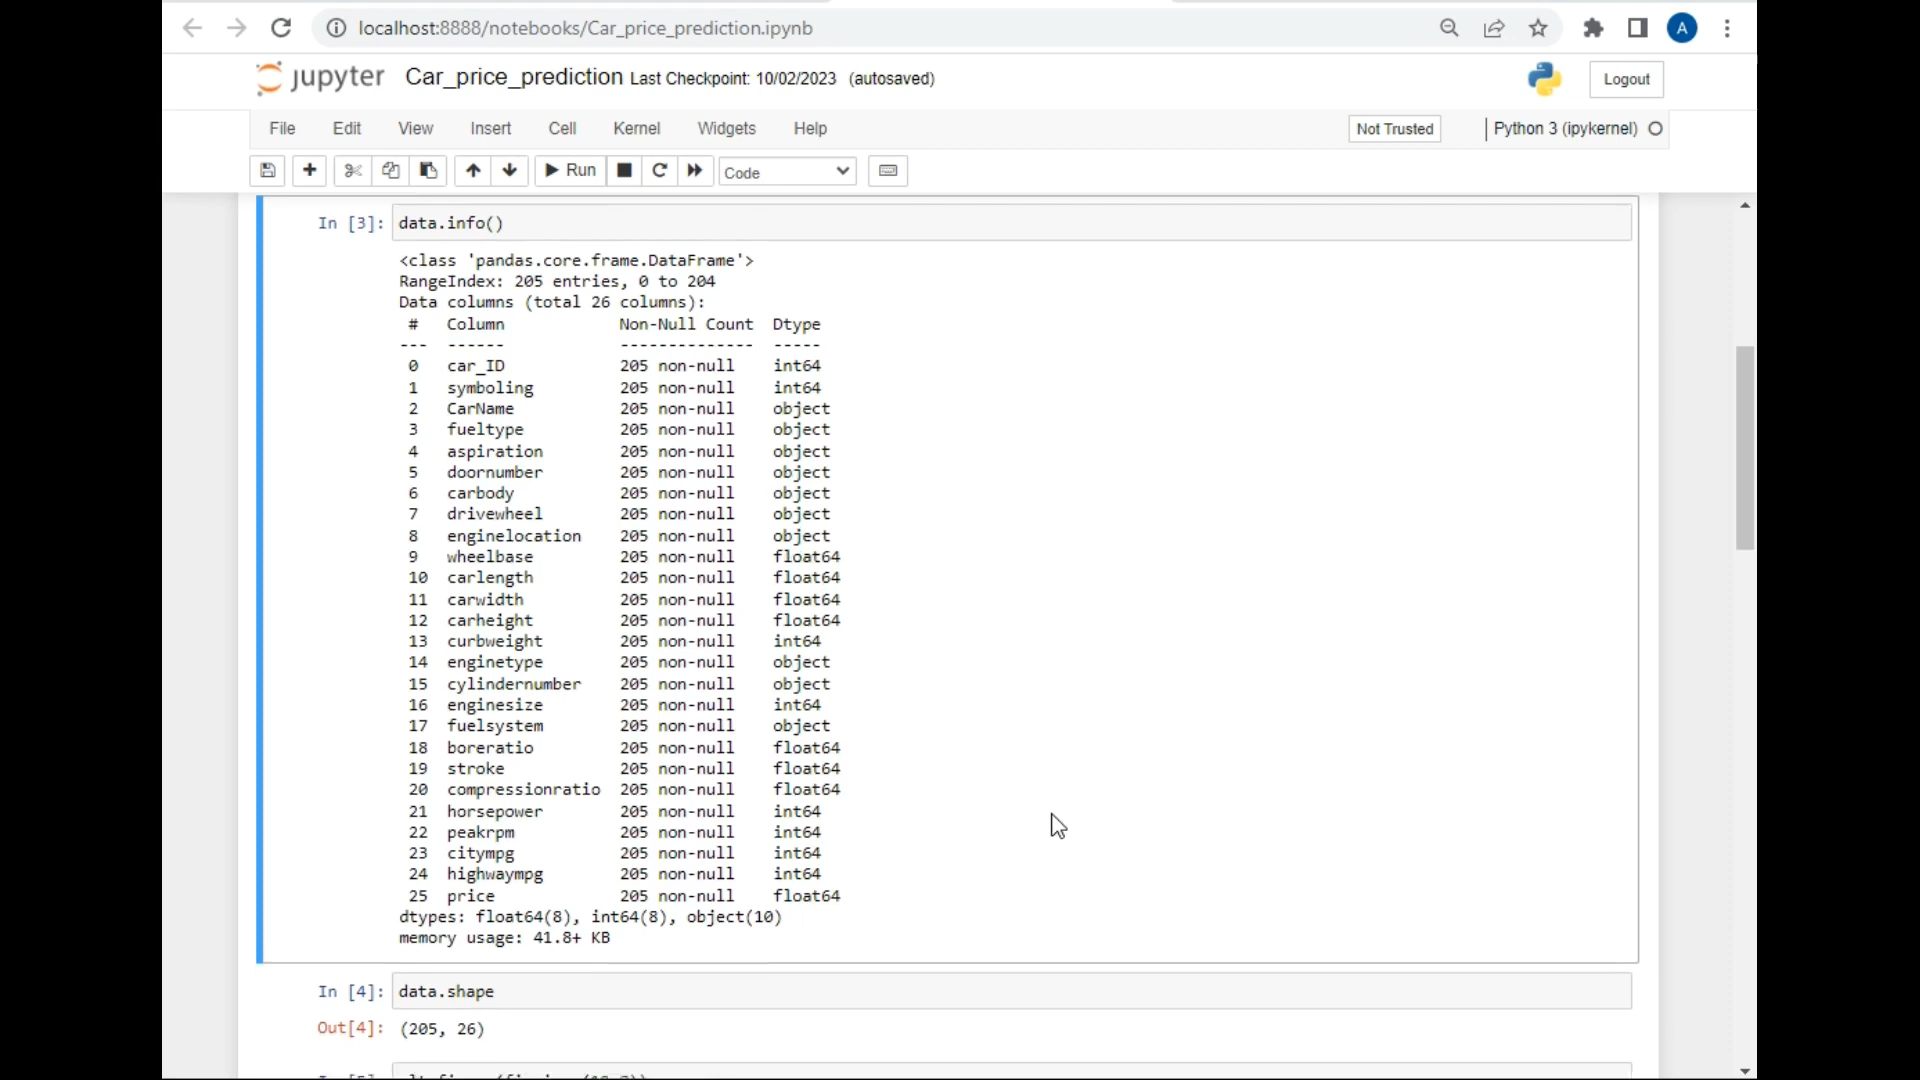 localhost:8888/notebooks/Car_price_prediction.ipynb
A
jupyter Car_price_prediction Last Checkpoint: 10/02/2023 (autosaved)
Logout
File Edit View Insert Cell Kernel Widgets Help
Not Trusted
Python 3 (ipykernel)
Run
Code
In [3]: data.info()
<class 'pandas.core.frame.DataFrame'>
RangeIndex: 205 entries, 0 to 204
Data columns (total 26 columns):
# Column Non-Null Count Dtype
--- ------ -------------- -----
0 car_ID 205 non-null int64
1 symboling 205 non-null int64
2 CarName 205 non-null object
3 fueltype 205 non-null object
4 aspiration 205 non-null object
5 doornumber 205 non-null object
6 carbody 205 non-null object
7 drivewheel 205 non-null object
8 enginelocation 205 non-null object
9 wheelbase 205 non-null float64
10 carlength 205 non-null float64
11 carwidth 205 non-null float64
12 carheight 205 non-null float64
13 curbweight 205 non-null int64
14 enginetype 205 non-null object
15 cylindernumber 205 non-null object
16 enginesize 205 non-null int64
17 fuelsystem 205 non-null object
18 boreratio 205 non-null float64
19 stroke 205 non-null float64
20 compressionratio 205 non-null float64
21 horsepower 205 non-null int64
22 peakrpm 205 non-null int64
23 citympg 205 non-null int64
24 highwaympg 205 non-null int64
25 price 205 non-null float64
dtypes: float64(8), int64(8), object(10)
memory usage: 41.8+ KB
In [4]: data.shape
Out[4]: (205, 26)